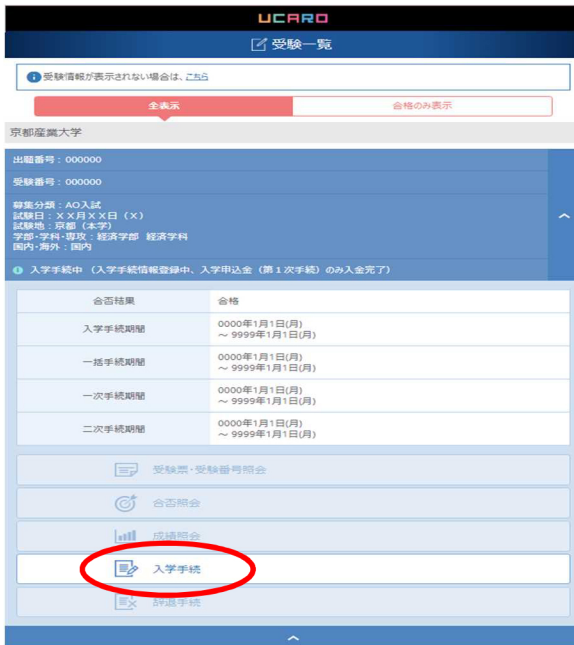 UCARO
受験一覧
受験情報が表示されない場合は、こちら
全表示
合格のみ表示
京都産業大学
出願番号：000000
受験番号：000000
募集分類：AO入試
試験日：××月××日（×）
試験地：京都（本学）
学部・学科・専攻：経済学部 経済学科
国内・海外：国内
入学手続中 （入学手続情報登録中、入学申込金（第１次手続）のみ入金完了）
合否結果 合格
入学手続期間 0000年1月1日(月)
～ 9999年1月1日(月)
一括手続期間 0000年1月1日(月)
～ 9999年1月1日(月)
一次手続期間 0000年1月1日(月)
～ 9999年1月1日(月)
二次手続期間 0000年1月1日(月)
～ 9999年1月1日(月)
受験票・受験番号照会
合否照会
成績照会
入学手続
辞退手続